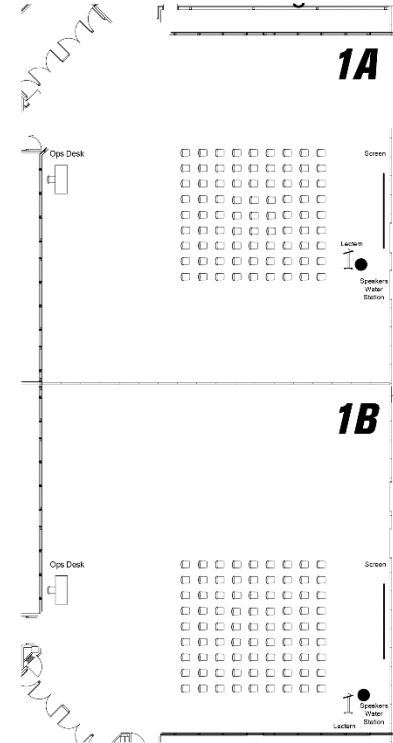 1A
Ops Desk
Screen
Lectern
Speakers
Water
Station
1B
Ops Desk
Screen
Speakers
Water
Station
Lectern